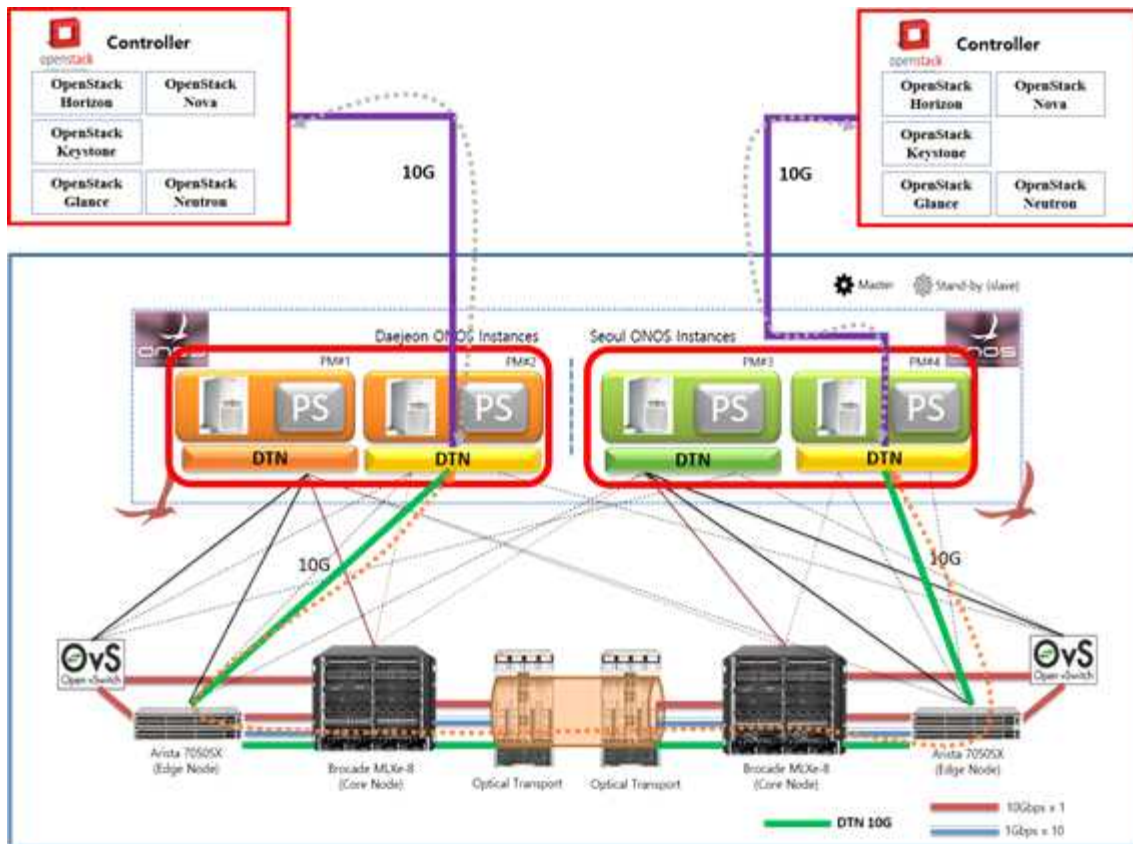 openstack
Controller
OpenStack
Horizon
OpenStack
Nova
OpenStack
Keystone
OpenStack
Glance
OpenStack
Neutron
openstack
Controller
OpenStack
Horizon
OpenStack
Nova
OpenStack
Keystone
OpenStack
Glance
OpenStack
Neutron
10G
10G
Master
Stand-by (slave)
Daejeon ONOS Instances
Seoul ONOS Instances
onos
onos
PM#1
PM#2
PM#3
PM#4
PS
PS
PS
PS
DTN
DTN
DTN
DTN
10G
10G
OvS
Open vSwitch
OvS
Open vSwitch
Arista 7050SX
(Edge Node)
Brocade MLXe-8
(Core Node)
Optical Transport
Optical Transport
Brocade MLXe-8
(Core Node)
Arista 7050SX
(Edge Node)
DTN 10G
10Gbps x 1
1Gbps x 10